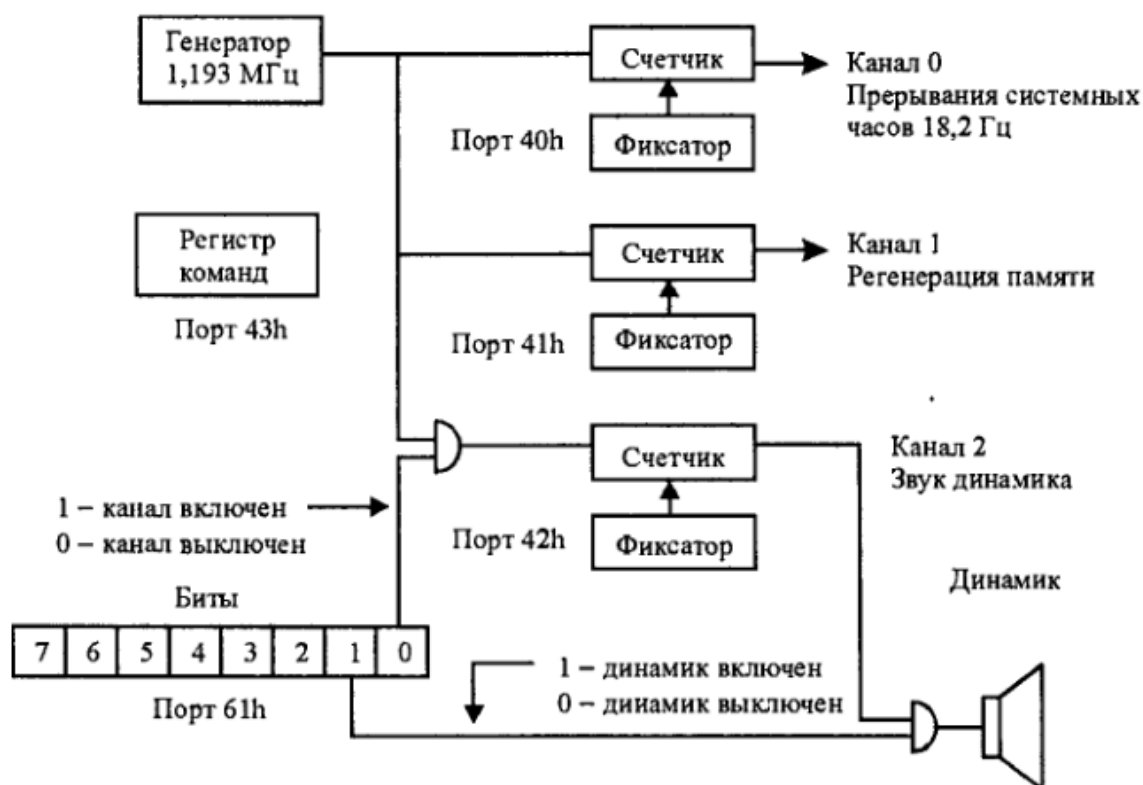 Генератор
1,193 МГц
Счетчик
Канал 0
Прерывания системных
часов 18,2 Гц
Порт 40h
Фиксатор
Регистр
команд
Порт 43h
Счетчик
Канал 1
Регенерация памяти
Порт 41h
Фиксатор
Счетчик
Канал 2
Звук динамика
1 – канал включен
0 – канал выключен
Порт 42h
Фиксатор
Динамик
Биты
7 6 5 4 3 2 1 0
Порт 61h
1 – динамик включен
0 – динамик выключен